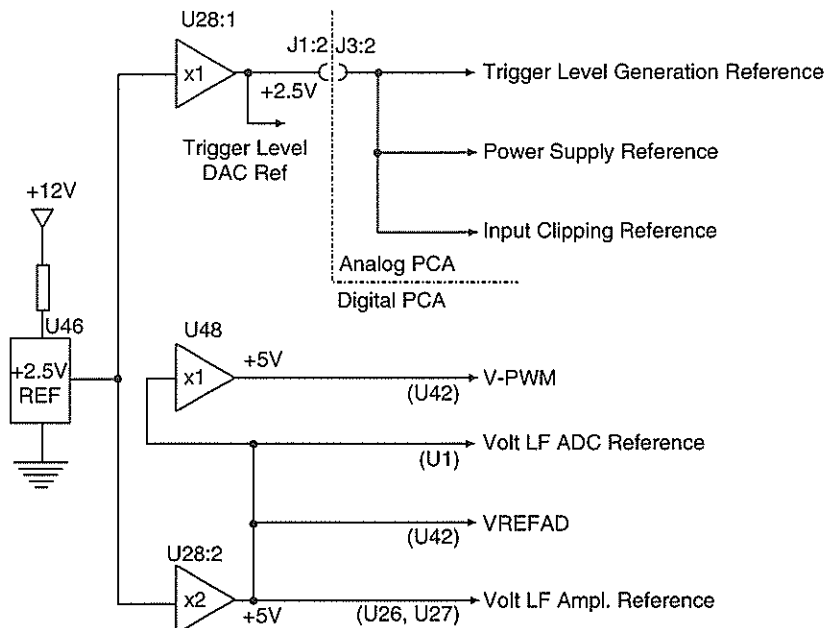 U28:1
x1
+2.5V
J1:2
J3:2
Trigger Level Generation Reference
Trigger Level
DAC Ref
Power Supply Reference
Input Clipping Reference
Analog PCA
Digital PCA
+12V
U46
+2.5V
REF
U48
x1
+5V
(U42)
V-PWM
(U1)
Volt LF ADC Reference
(U42)
VREFAD
U28:2
x2
+5V
(U26, U27)
Volt LF Ampl. Reference